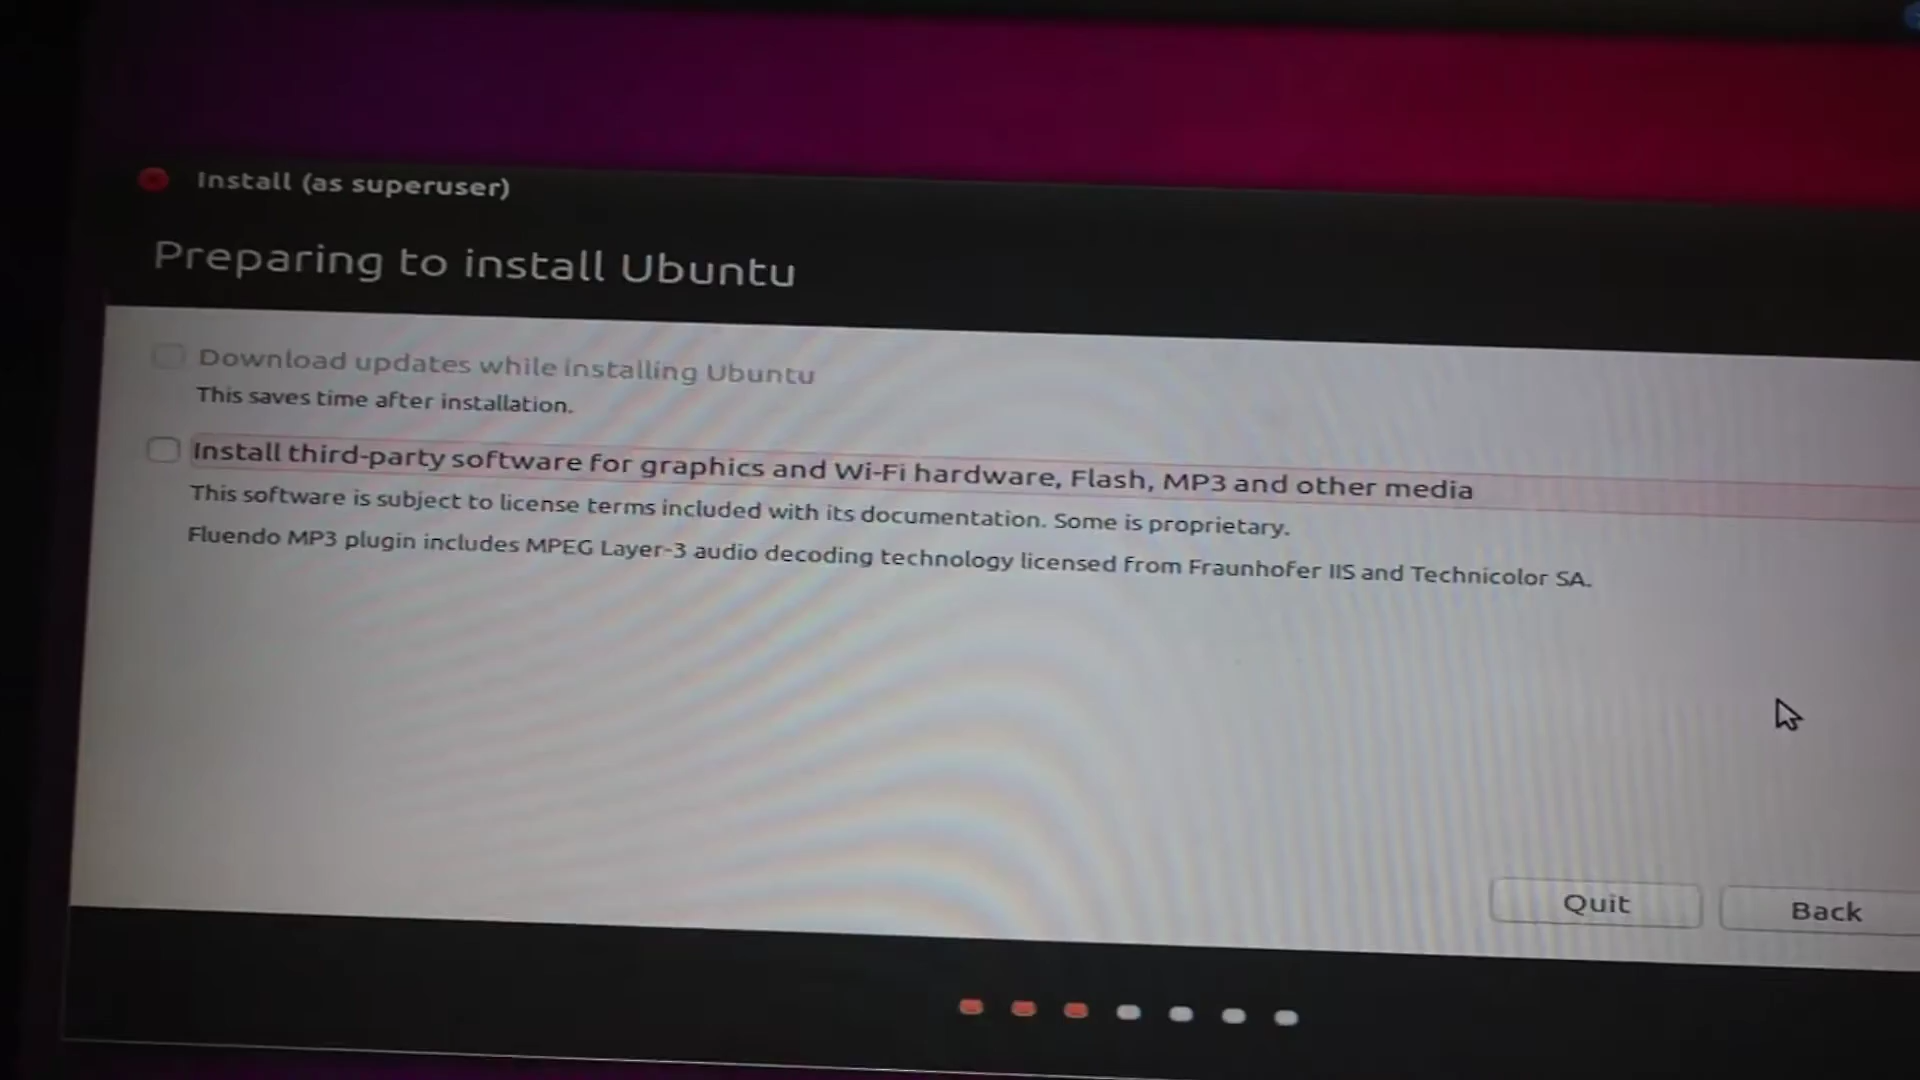 Install (as superuser)
Preparing to install Ubuntu
Download updates while installing Ubuntu
This saves time after installation.
Install third-party software for graphics and Wi-Fi hardware, Flash, MP3 and other media
This software is subject to license terms included with its documentation. Some is proprietary.
Fluendo MP3 plugin includes MPEG Layer-3 audio decoding technology licensed from Fraunhofer IIS and Technicolor SA.
Quit
Back